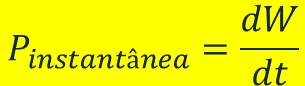 P_instantânea = dW/dt